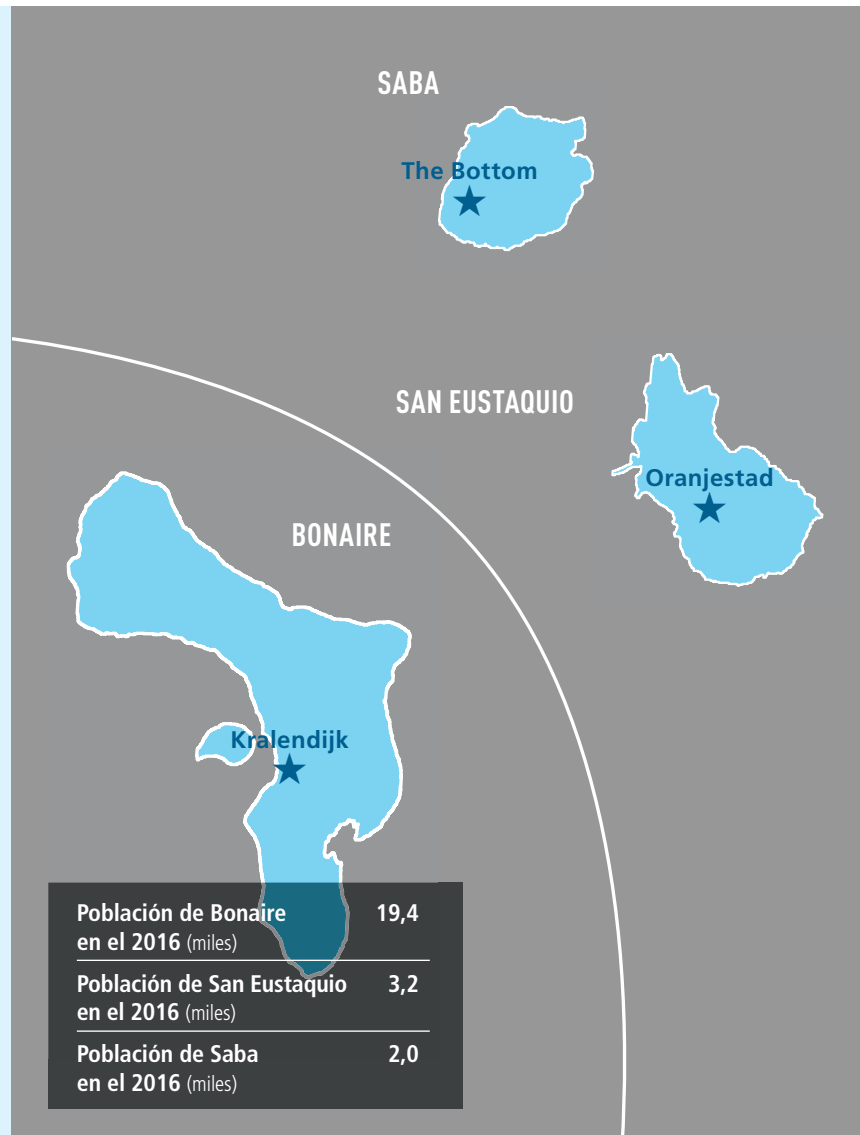 SABA
The Bottom
SAN EUSTAQUIO
Oranjestad
BONAIRE
Kralendijk
Población de Bonaire 19,4
en el 2016 (miles)
Población de San Eustaquio 3,2
en el 2016 (miles)
Población de Saba 2,0
en el 2016 (miles)